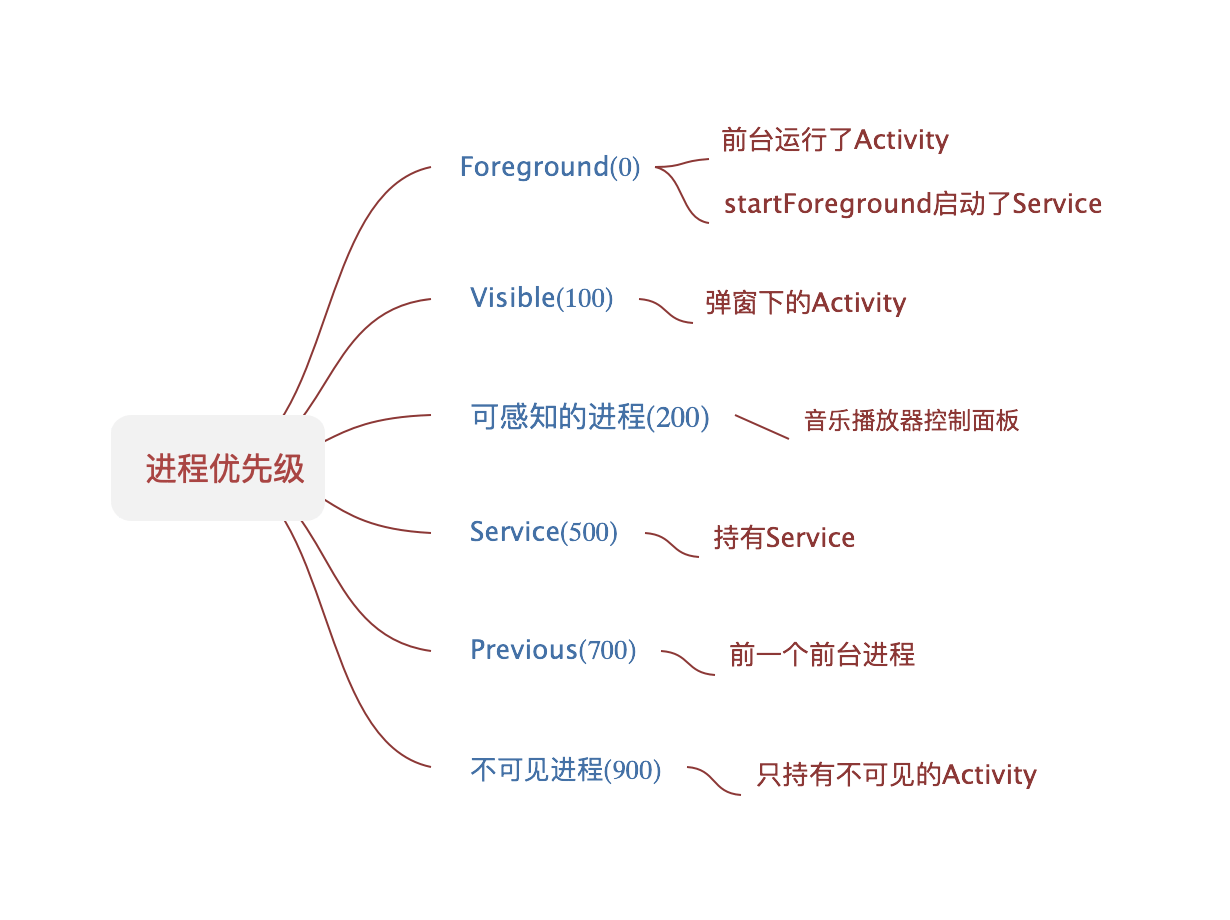 进程优先级
Foreground(0)
前台运行了Activity
startForeground启动了Service
Visible(100)
弹窗下的Activity
可感知的进程(200)
音乐播放器控制面板
Service(500)
持有Service
Previous(700)
前一个前台进程
不可见进程(900)
只持有不可见的Activity